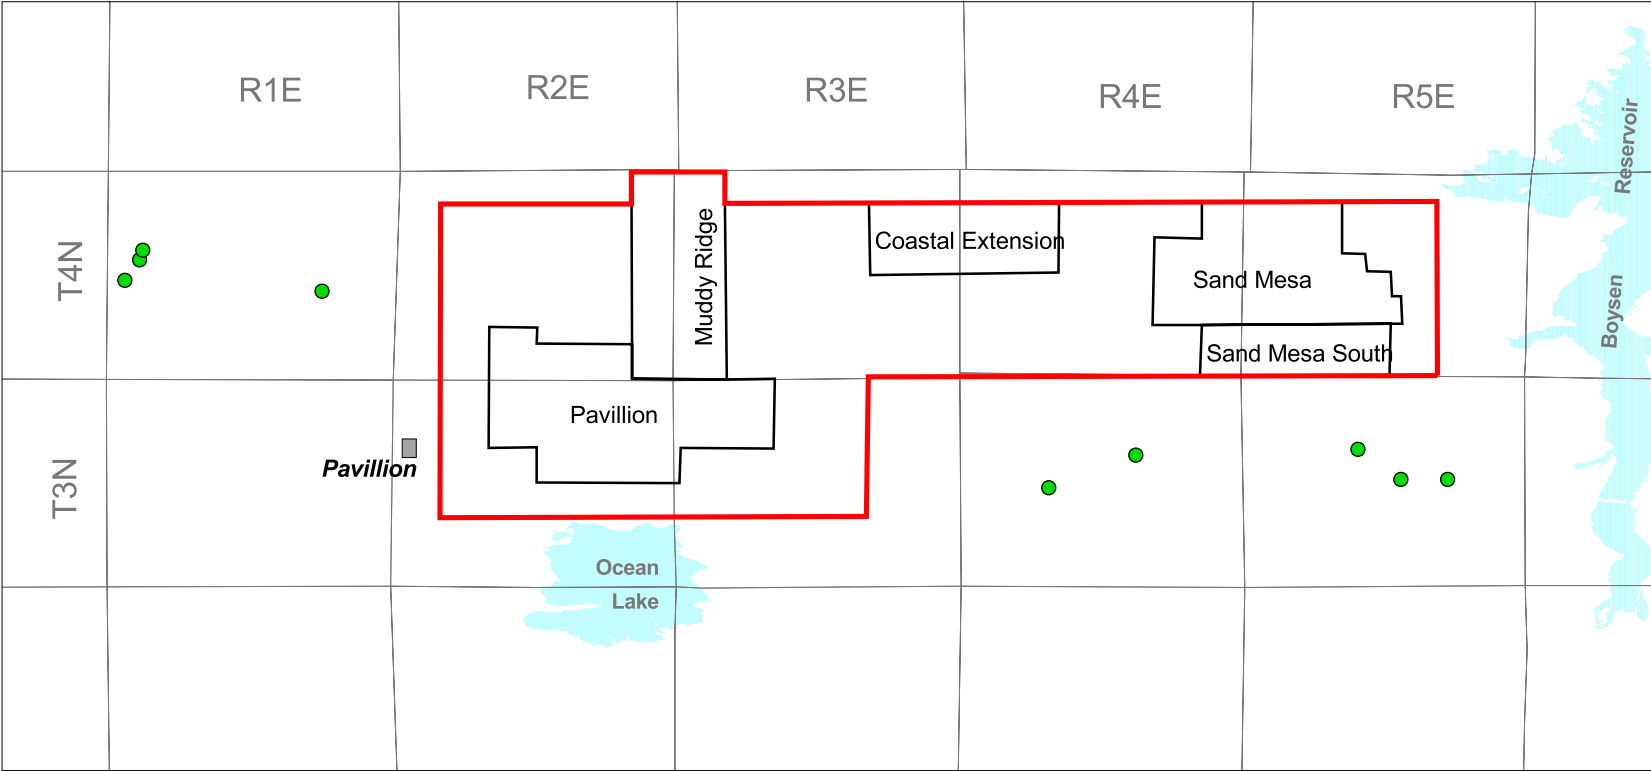 R1E
R2E
R3E
R4E
R5E
Reservoir
T4N
Muddy Ridge
Coastal Extension
Sand Mesa
Boysen
Sand Mesa South
Pavillion
Pavillion
T3N
Ocean
Lake